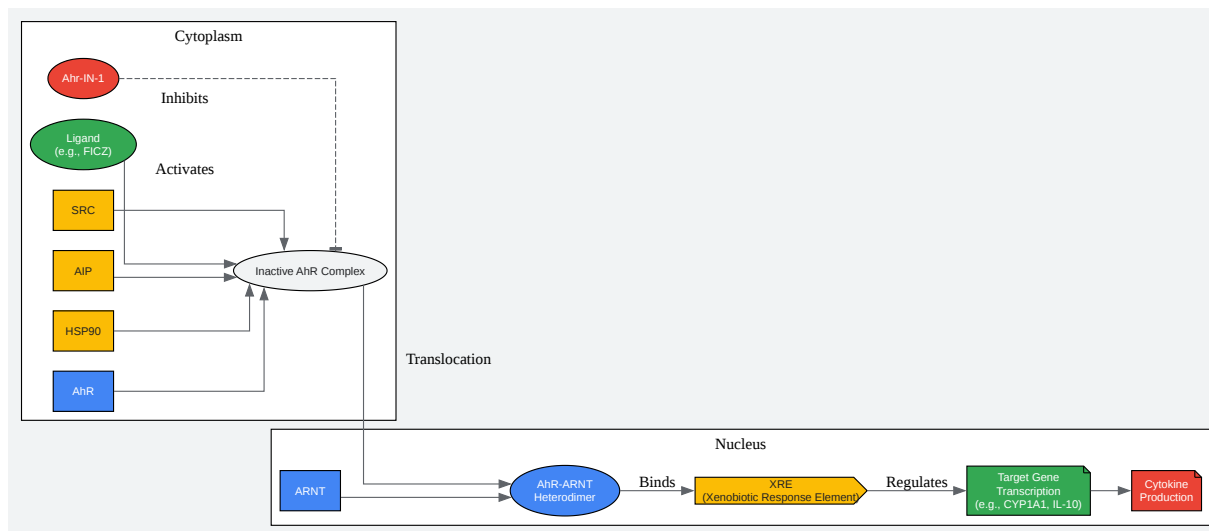 Cytoplasm
Ahr-IN-1
Inhibits
Ligand
(e.g., FICZ)
Activates
SRC
AIP
Inactive AhR Complex
HSP90
Translocation
AhR
Nucleus
ARNT
AhR-ARNT
Heterodimer
Binds
XRE
(Xenobiotic Response Element)
Regulates
Target Gene
Transcription
(e.g., CYP1A1, IL-10)
Cytokine
Production